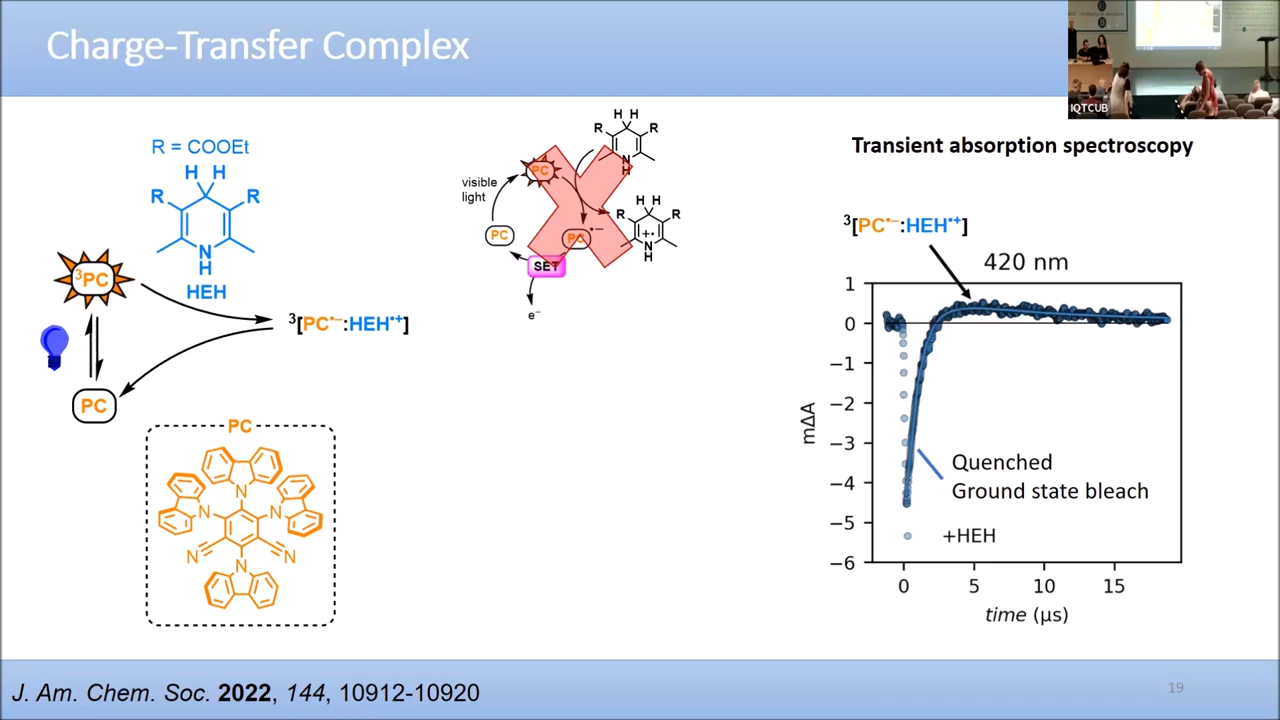 Charge-Transfer Complex
IQTCUB
R = COOEt
H H
R R
N
H
HEH
³PC
³[PC•–:HEH•+]
PC
PC
N
N N
N N
N
visible
light
PC
H H
R R
N
H
PC
PC •–
H H
R R
+•
N
H
SET
e–
Transient absorption spectroscopy
³[PC•–:HEH•+]
420 nm
1
0
−1
−2
−3
−4
−5
−6
mΔA
Quenched
Ground state bleach
+HEH
0 5 10 15
time (μs)
J. Am. Chem. Soc. 2022, 144, 10912-10920
19